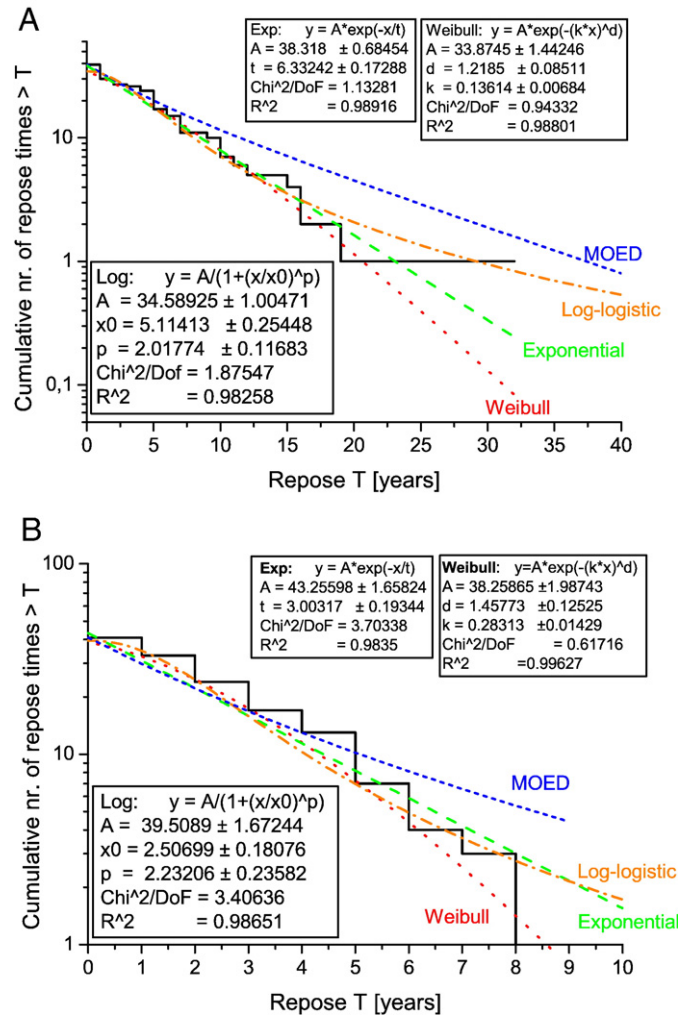 A
Exp: y = A*exp(-x/t)
A = 38.318 ± 0.68454
t = 6.33242 ± 0.17288
Chi^2/DoF = 1.13281
R^2 = 0.98916
Weibull: y = A*exp(-(k*x)^d)
A = 33.8745 ± 1.44246
d = 1.2185 ± 0.08511
k = 0.13614 ± 0.00684
Chi^2/DoF = 0.94332
R^2 = 0.98801
Cumulative nr. of repose times > T
10
1
0,1
MOED
Log-logistic
Exponential
Weibull
Log: y = A/(1+(x/x0)^p)
A = 34.58925 ± 1.00471
x0 = 5.11413 ± 0.25448
p = 2.01774 ± 0.11683
Chi^2/Dof = 1.87547
R^2 = 0.98258
0 5 10 15 20 25 30 35 40
Repose T [years]
B
100
10
1
Cumulative nr. of repose times > T
Exp: y = A*exp(-x/t)
A = 43.25598 ± 1.65824
t = 3.00317 ± 0.19344
Chi^2/DoF = 3.70338
R^2 = 0.9835
Weibull: y=A*exp(-(k*x)^d)
A = 38.25865 ±1.98743
d = 1.45773 ±0.12525
k = 0.28313 ±0.01429
Chi^2/DoF = 0.61716
R^2 =0.99627
MOED
Log-logistic
Exponential
Weibull
Log: y = A/(1+(x/x0)^p)
A = 39.5089 ± 1.67244
x0 = 2.50699 ± 0.18076
p = 2.23206 ± 0.23582
Chi^2/DoF = 3.40636
R^2 = 0.98651
0 1 2 3 4 5 6 7 8 9 10
Repose T [years]